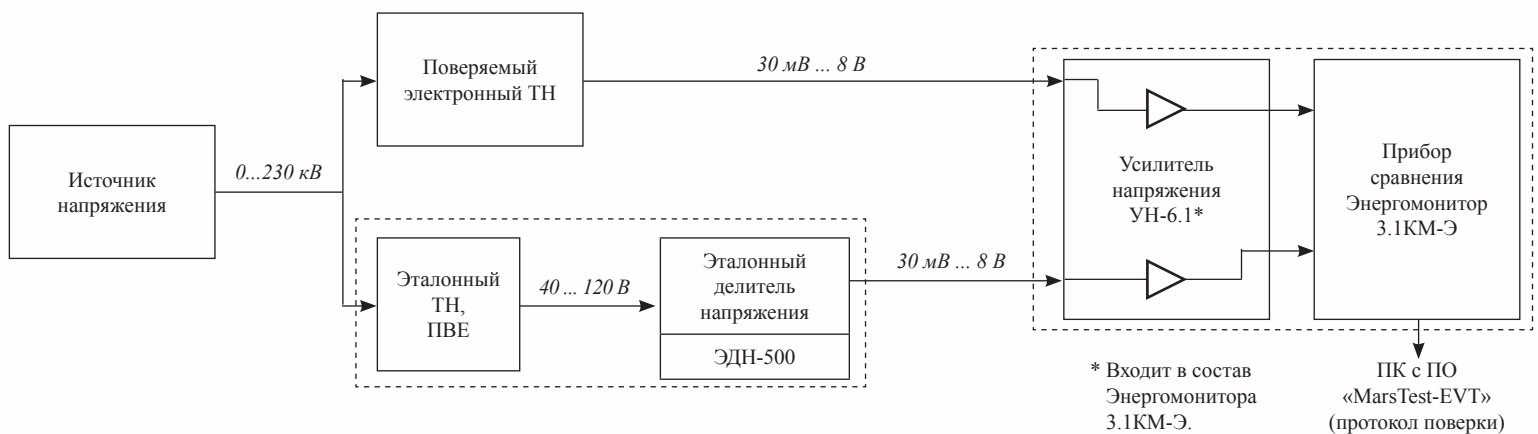 Источник
напряжения
0...230 кВ
Поверяемый
электронный ТН
30 мВ ... 8 В
Эталонный
ТН,
ПВЕ
40 ... 120 В
Эталонный
делитель
напряжения
ЭДН-500
30 мВ ... 8 В
Усилитель
напряжения
УН-6.1*
Прибор
сравнения
Энергомонитор
3.1КМ-Э
* Входит в состав
Энергомонитора
3.1КМ-Э.
ПК с ПО
«MarsTest-EVT»
(протокол поверки)